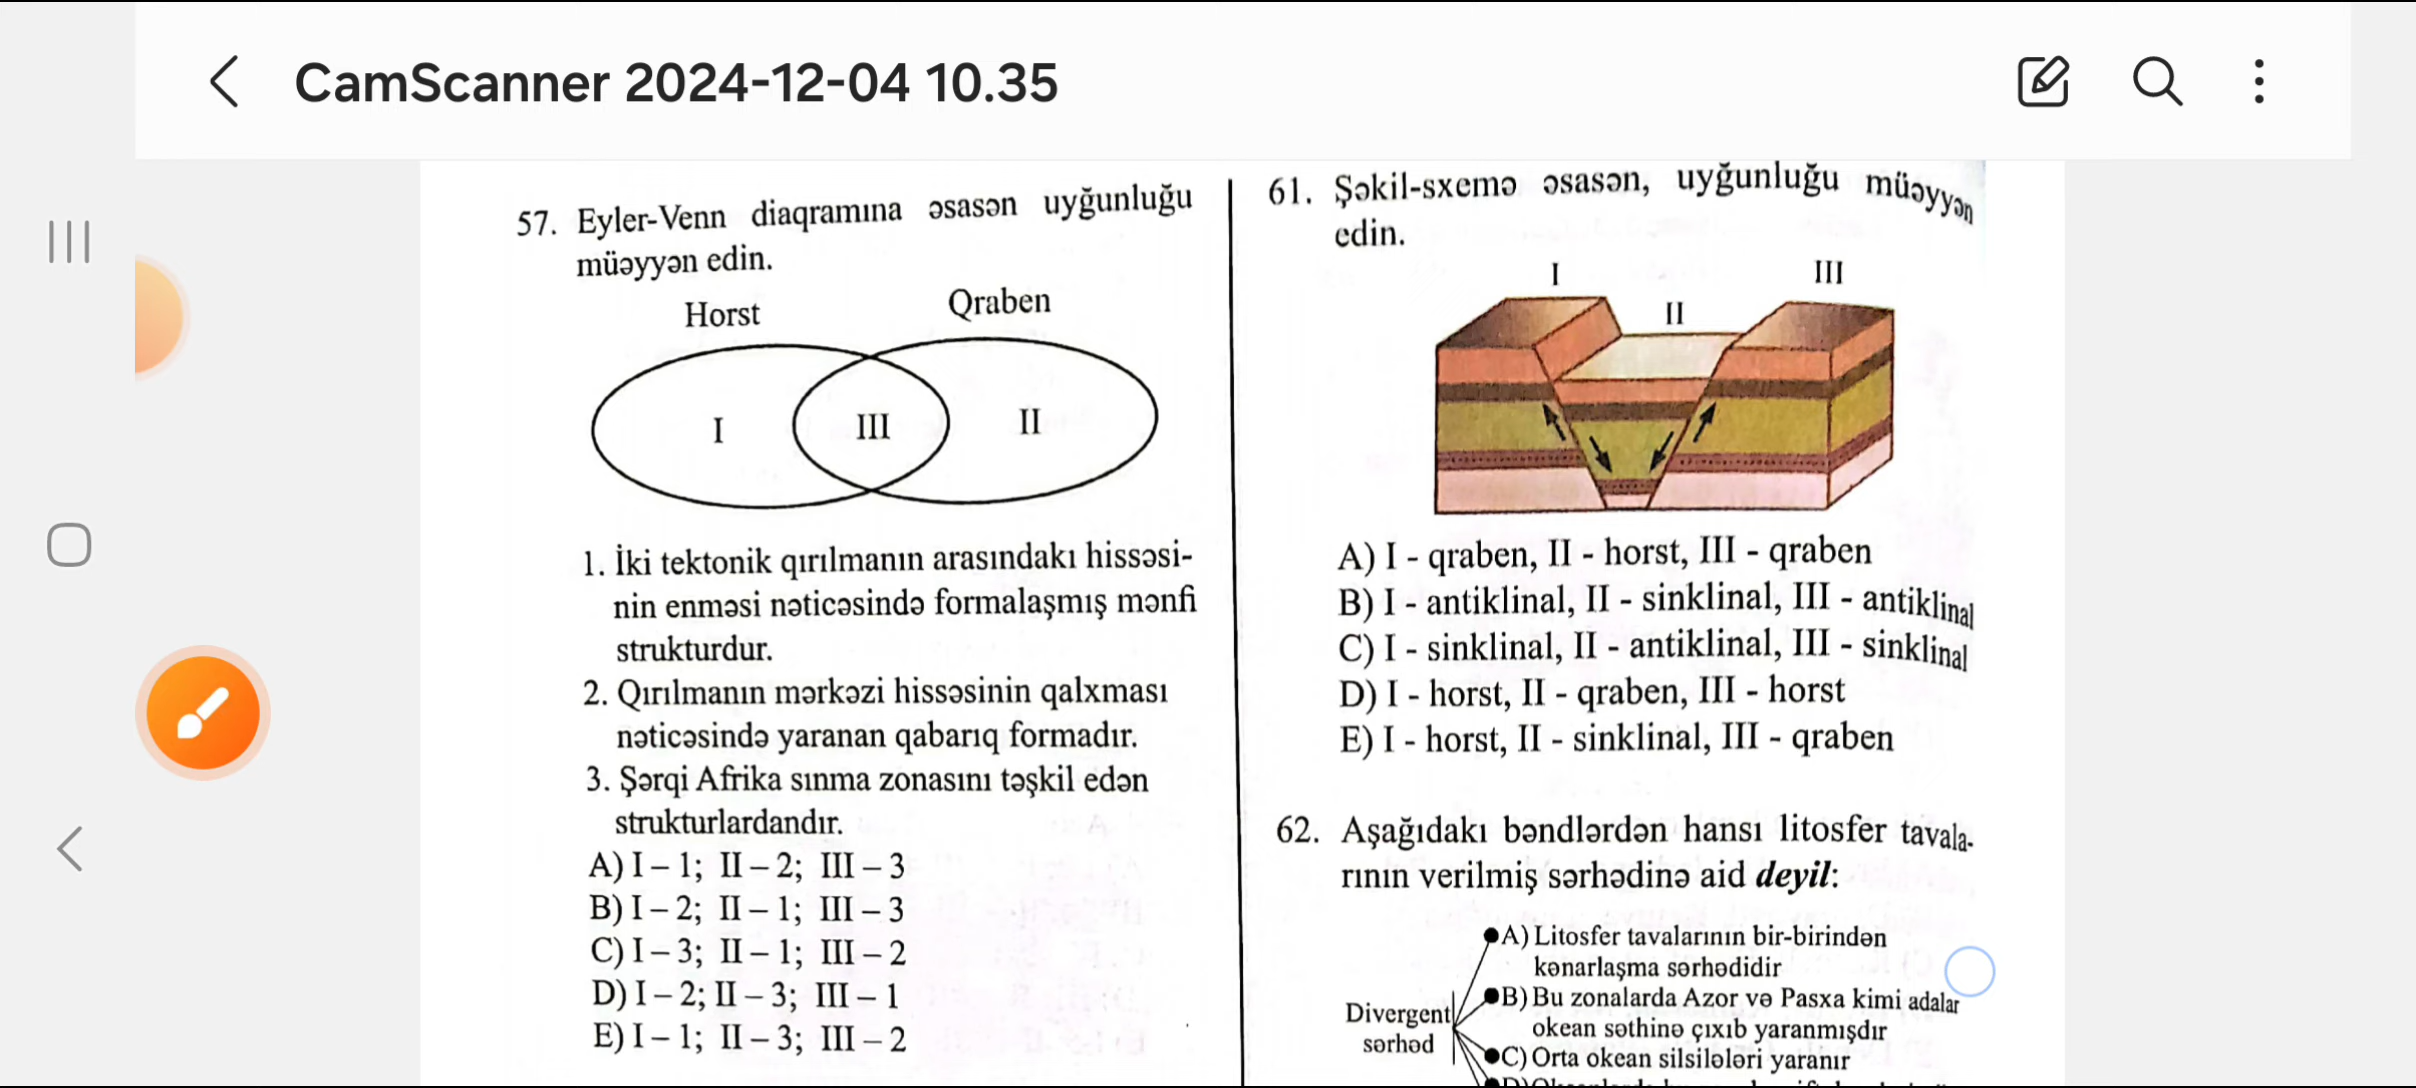 CamScanner 2024-12-04 10.35
57. Eyler-Venn diaqramına əsasən uyğunluğu
müəyyən edin.
Horst
Qraben
I
III
II
1. İki tektonik qırılmanın arasındakı hissəsi-
nin enməsi nəticəsində formalaşmış mənfi
strukturdur.
2. Qırılmanın mərkəzi hissəsinin qalxması
nəticəsində yaranan qabarıq formadır.
3. Şərqi Afrika sınma zonasını təşkil edən
strukturlardandır.
A) I – 1; II – 2; III – 3
B) I – 2; II – 1; III – 3
C) I – 3; II – 1; III – 2
D) I – 2; II – 3; III – 1
E) I – 1; II – 3; III – 2
61. Şəkil-sxemə əsasən, uyğunluğu müəyyən
edin.
I
II
III
A) I - qraben, II - horst, III - qraben
B) I - antiklinal, II - sinklinal, III - antiklinal
C) I - sinklinal, II - antiklinal, III - sinklinal
D) I - horst, II - qraben, III - horst
E) I - horst, II - sinklinal, III - qraben
62. Aşağıdakı bəndlərdən hansı litosfer tavala-
rının verilmiş sərhədinə aid deyil:
Divergent
sərhəd
A) Litosfer tavalarının bir-birindən
kənarlaşma sərhədidir
B) Bu zonalarda Azor və Pasxa kimi adalar
okean səthinə çıxıb yaranmışdır
C) Orta okean silsilələri yaranır